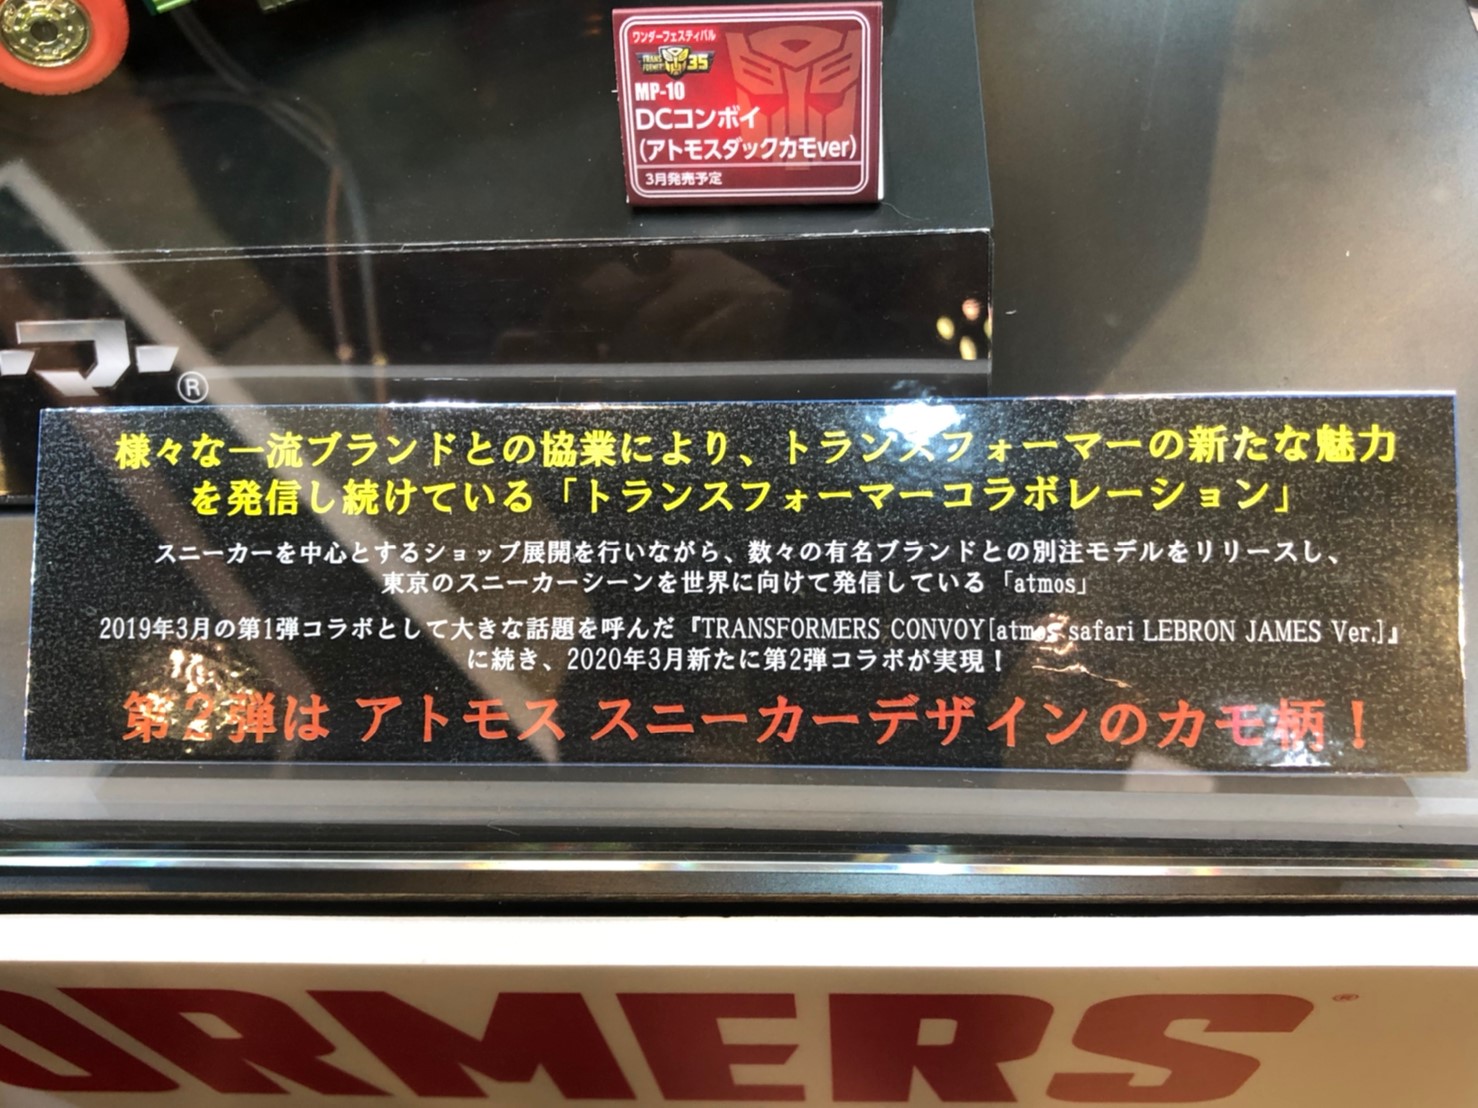 ワンダーフェスティバル
TRANS FORMERS 35
MP-10
DCコンボイ
(アトモスダックカモver)
3月発売予定
ーマー®
様々な一流ブランドとの協業により、トランスフォーマーの新たな魅力
を発信し続けている「トランスフォーマーコラボレーション」
スニーカーを中心とするショップ展開を行いながら、数々の有名ブランドとの別注モデルをリリースし、
東京のスニーカーシーンを世界に向けて発信している「atmos」
2019年3月の第1弾コラボとして大きな話題を呼んだ『TRANSFORMERS CONVOY[atmos safari LEBRON JAMES Ver.]』
に続き、2020年3月新たに第2弾コラボが実現！
第2弾は アトモス スニーカーデザインのカモ柄！
ORMERS®